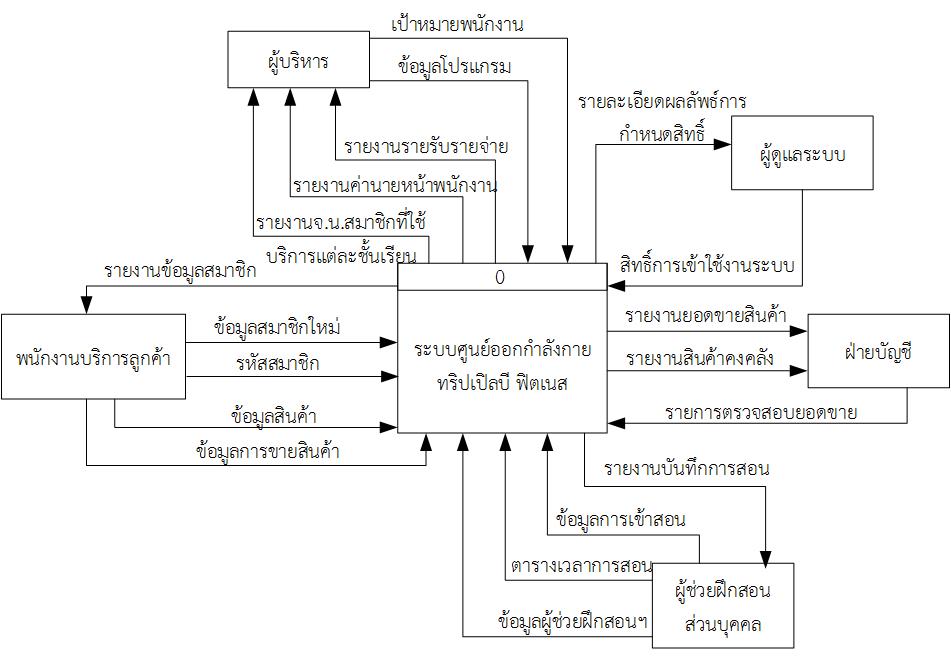 เป้าหมายพนักงาน
ผู้บริหาร
ข้อมูลโปรแกรม
รายละเอียดผลลัพธ์การ
กำหนดสิทธิ์
ผู้ดูแลระบบ
รายงานรายรับรายจ่าย
รายงานค่านายหน้าพนักงาน
รายงานจ.น.สมาชิกที่ใช้
บริการแต่ละชั้นเรียน
รายงานข้อมูลสมาชิก
0
สิทธิ์การเข้าใช้งานระบบ
ข้อมูลสมาชิกใหม่
รายงานยอดขายสินค้า
พนักงานบริการลูกค้า
ระบบศูนย์ออกกำลังกาย
ทริปเปิลบี ฟิตเนส
รหัสสมาชิก
รายงานสินค้าคงคลัง
ฝ่ายบัญชี
ข้อมูลสินค้า
รายการตรวจสอบยอดขาย
ข้อมูลการขายสินค้า
รายงานบันทึกการสอน
ข้อมูลการเข้าสอน
ตารางเวลาการสอน
ผู้ช่วยฝึกสอน
ส่วนบุคคล
ข้อมูลผู้ช่วยฝึกสอนฯ